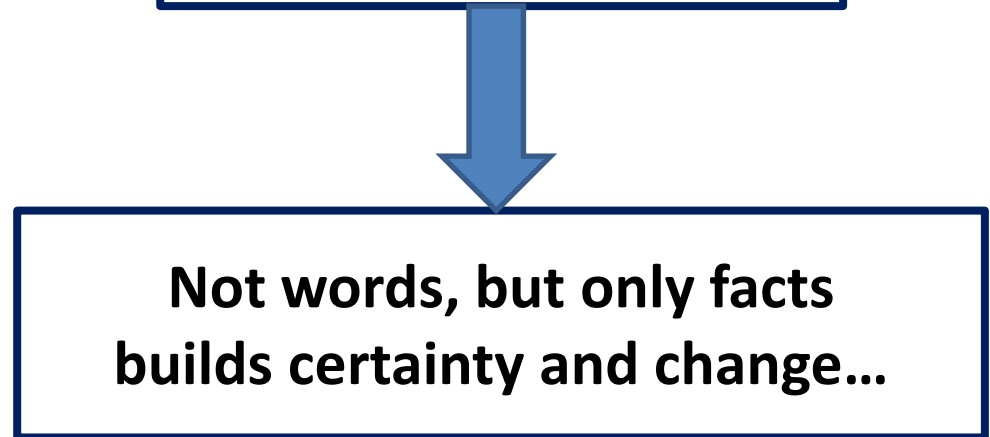 Not words, but only facts
builds certainty and change…